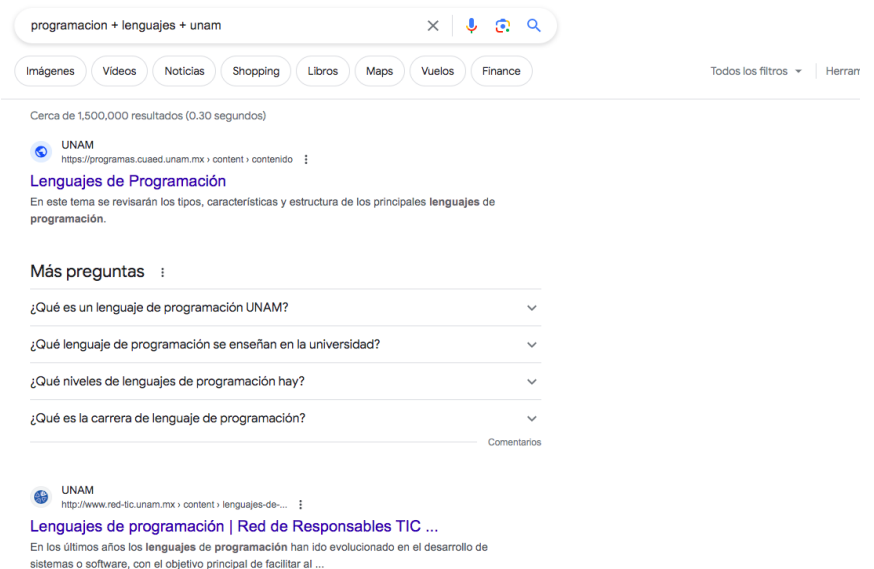 programacion + lenguajes + unam
Imágenes Videos Noticias Shopping Libros Maps Vuelos Finance Todos los filtros Herram
Cerca de 1,500,000 resultados (0.30 segundos)
UNAM
https://programas.cuaed.unam.mx › content › contenido
Lenguajes de Programación
En este tema se revisarán los tipos, características y estructura de los principales lenguajes de
programación.
Más preguntas
¿Qué es un lenguaje de programación UNAM?
¿Qué lenguaje de programación se enseñan en la universidad?
¿Qué niveles de lenguajes de programación hay?
¿Qué es la carrera de lenguaje de programación?
Comentarios
UNAM
http://www.red-tic.unam.mx › content › lenguajes-de-...
Lenguajes de programación | Red de Responsables TIC ...
En los últimos años los lenguajes de programación han ido evolucionado en el desarrollo de
sistemas o software, con el objetivo principal de facilitar al ...